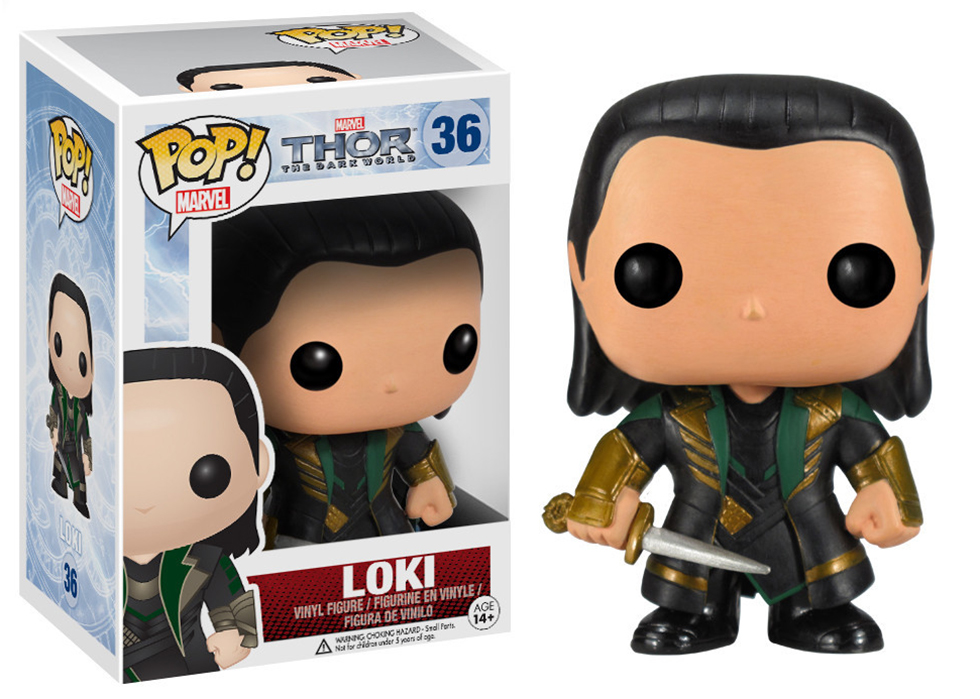 POP!
MARVEL
POP!
MARVEL
LOKI
36
POP!
MARVEL
MARVEL
THOR
THE DARK WORLD
36
LOKI
VINYL FIGURE / FIGURINE EN VINYLE /
FIGURA DE VINILO
AGE
14+
WARNING: CHOKING HAZARD - Small Parts.
Not for children under 3 years of age.